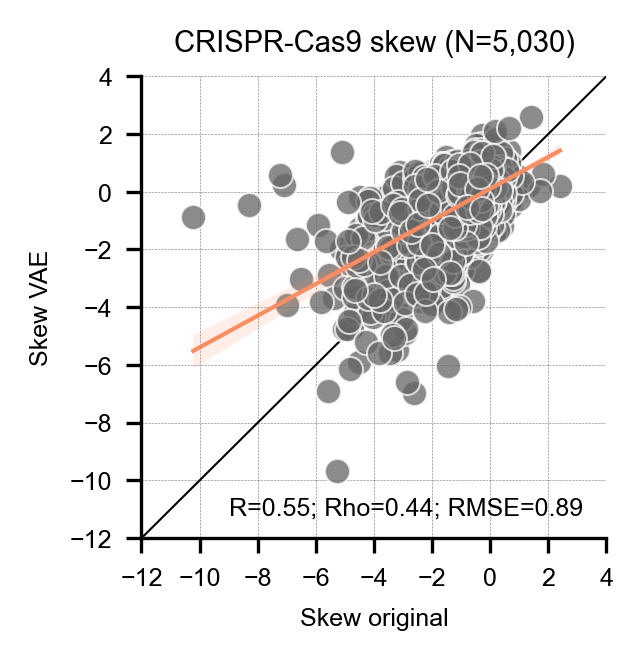 CRISPR-Cas9 skew (N=5,030)
4
2
0
−2
−4
−6
−8
−10
−12
Skew VAE
R=0.55; Rho=0.44; RMSE=0.89
−12 −10 −8 −6 −4 −2 0 2 4
Skew original